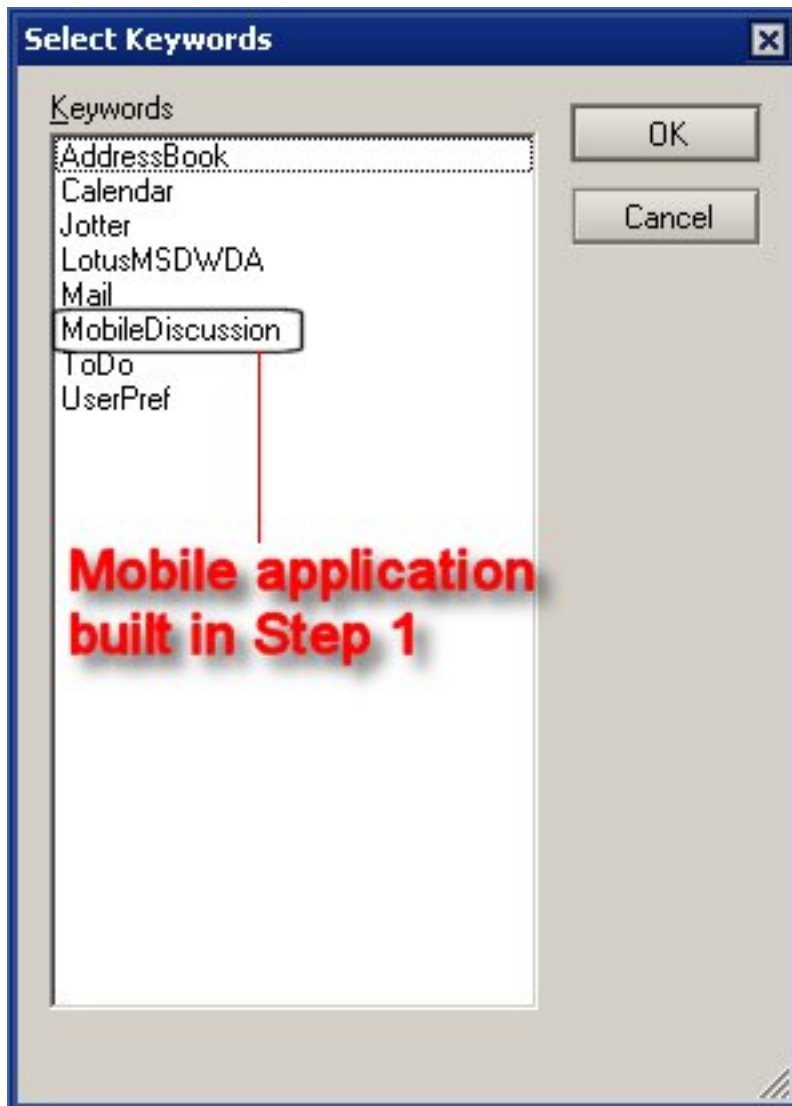 Select Keywords
Keywords
AddressBook
Calendar
Jotter
LotusMSDWDA
Mail
MobileDiscussion
ToDo
UserPref
OK
Cancel
Mobile application
built in Step 1